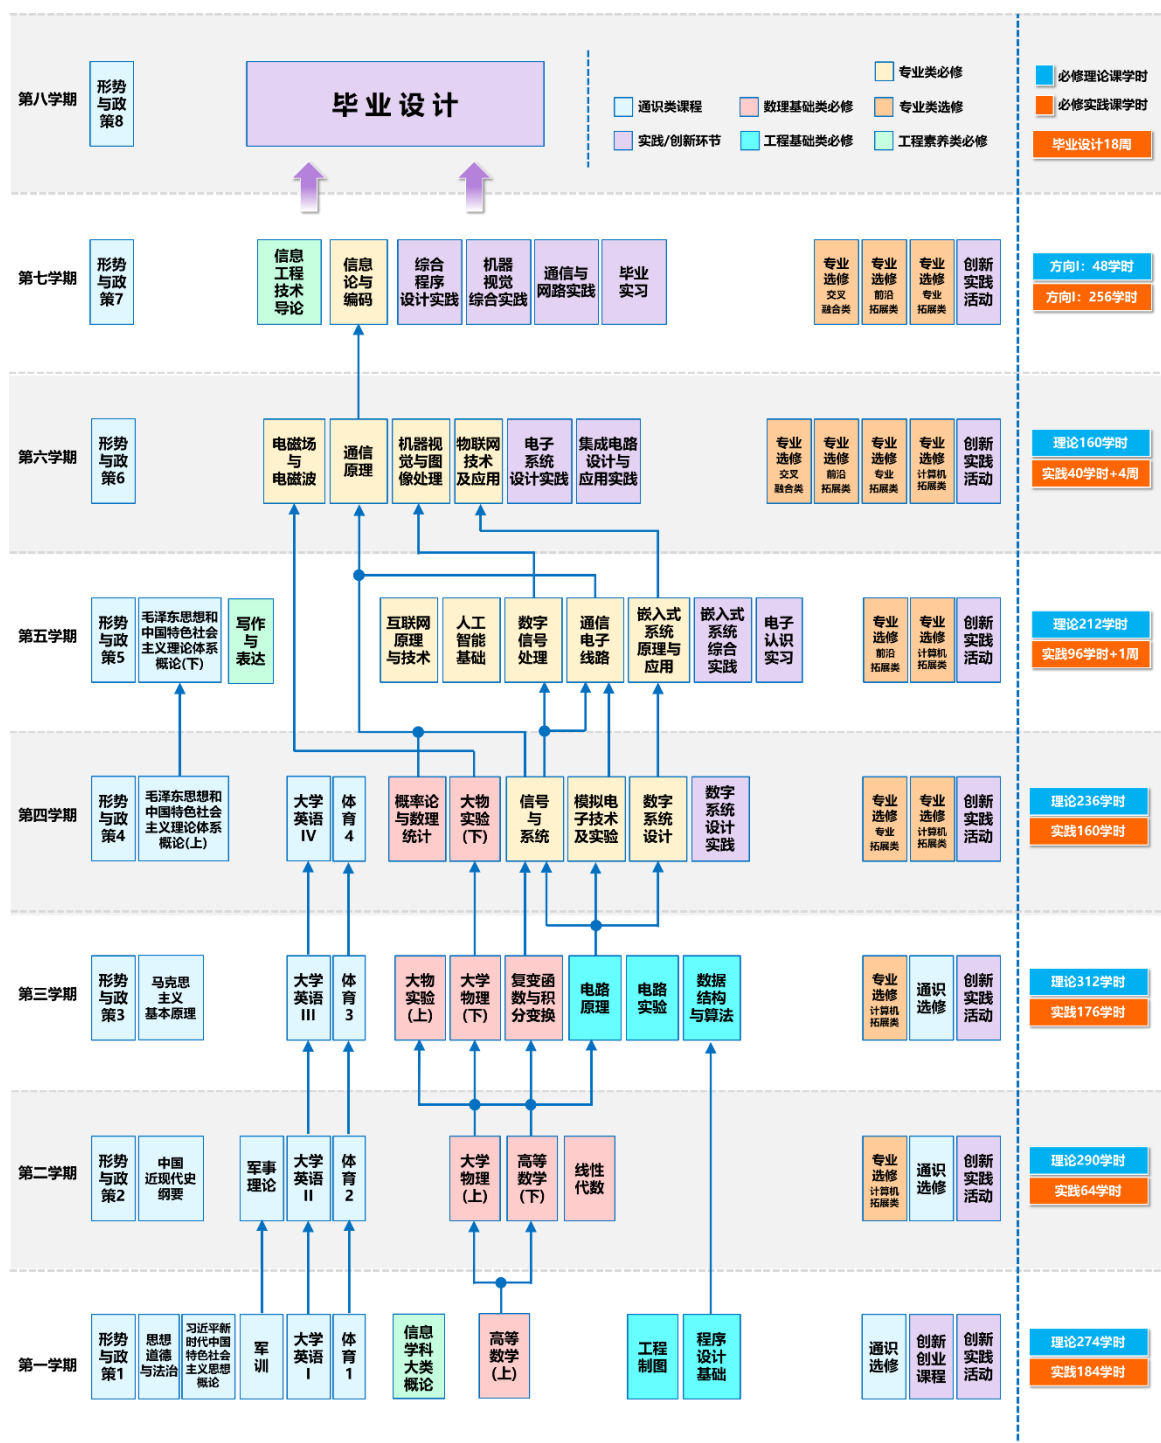 第八学期
形势
与政
策8
毕业设计
通识类课程
实践/创新环节
数理基础类必修
工程基础类必修
专业类必修
专业类选修
工程素养类必修
必修理论课学时
必修实践课学时
毕业设计18周
第七学期
形势
与政
策7
信息
工程
技术
导论
信息
论与
编码
综合
程序
设计实践
机器
视觉
综合实践
通信与
网路实践
毕业
实习
专业
选修
交叉
融合类
专业
选修
前沿
拓展类
专业
选修
专业
拓展类
创新
实践
活动
方向I：48学时
方向I：256学时
第六学期
形势
与政
策6
电磁场
与
电磁波
通信
原理
机器视
觉与图
像处理
物联网
技术
及应用
电子
系统
设计实践
集成电路
设计与
应用实践
专业
选修
交叉
融合类
专业
选修
前沿
拓展类
专业
选修
专业
拓展类
专业
选修
计算机
拓展类
创新
实践
活动
理论160学时
实践40学时+4周
第五学期
形势
与政
策5
毛泽东思想和
中国特色社会
主义理论体系
概论(下)
写作
与
表达
互联网
原理
与技术
人工
智能
基础
数字
信号
处理
通信
电子
线路
嵌入式
系统
原理与
应用
嵌入式
系统
综合
实践
电子
认识
实习
专业
选修
前沿
拓展类
专业
选修
计算机
拓展类
创新
实践
活动
理论212学时
实践96学时+1周
第四学期
形势
与政
策4
毛泽东思想和
中国特色社会
主义理论体系
概论(上)
大学
英语
IV
体
育
4
概率论
与数理
统计
大物
实验
(下)
信号
与
系统
模拟电
子技术
及实验
数字
系统
设计
数字
系统
设计
实践
专业
选修
专业
拓展类
专业
选修
计算机
拓展类
创新
实践
活动
理论236学时
实践160学时
第三学期
形势
与政
策3
马克思
主义
基本原理
大学
英语
III
体
育
3
大物
实验
(上)
大学
物理
(下)
复变函
数与积
分变换
电路
原理
电路
实验
数据
结构
与算法
专业
选修
计算机
拓展类
通识
选修
创新
实践
活动
理论312学时
实践176学时
第二学期
形势
与政
策2
中国
近现代史
纲要
军事
理论
大学
英语
II
体
育
2
大学
物理
(上)
高等
数学
(下)
线性
代数
专业
选修
计算机
拓展类
通识
选修
创新
实践
活动
理论290学时
实践64学时
第一学期
形势
与政
策1
思想
道德
与法治
习近平新
时代中国
特色社会
主义思想
概论
军
训
大学
英语
I
体
育
1
信息
学科
大类
概论
高等
数学
(上)
工程
制图
程序
设计
基础
通识
选修
创新
创业
课程
创新
实践
活动
理论274学时
实践184学时